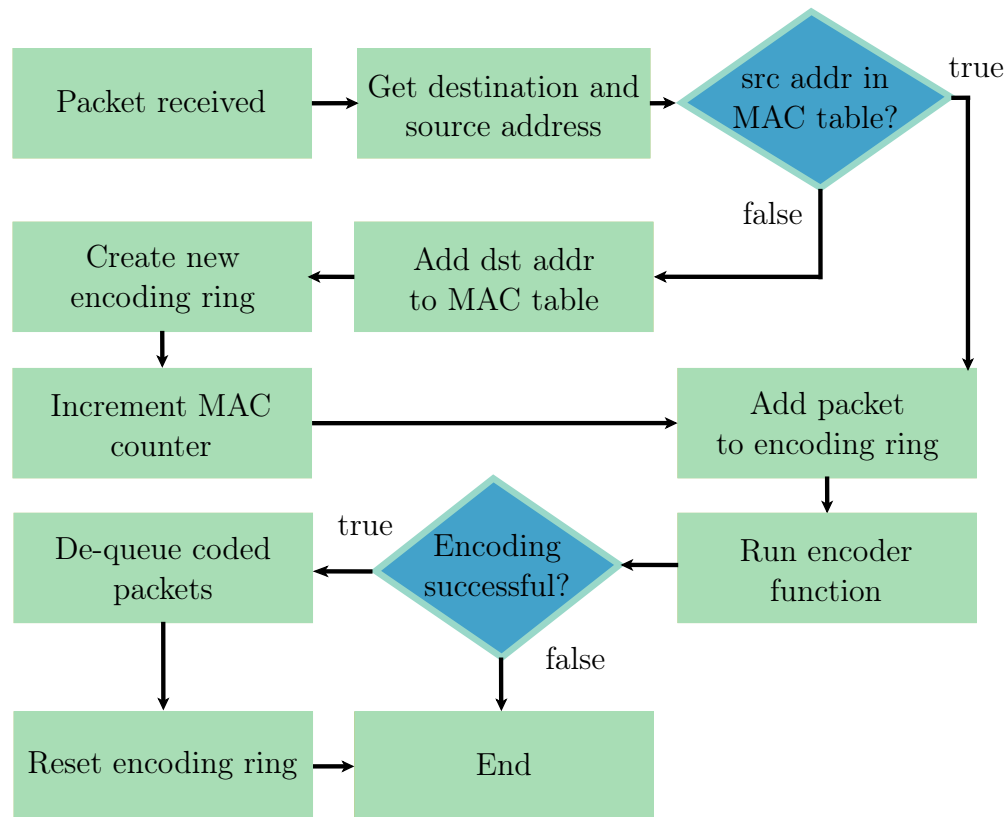 Packet received
Get destination and
source address
src addr in
MAC table?
true
false
Create new
encoding ring
Add dst addr
to MAC table
Increment MAC
counter
Add packet
to encoding ring
De-queue coded
packets
true
Encoding
successful?
false
Run encoder
function
Reset encoding ring
End